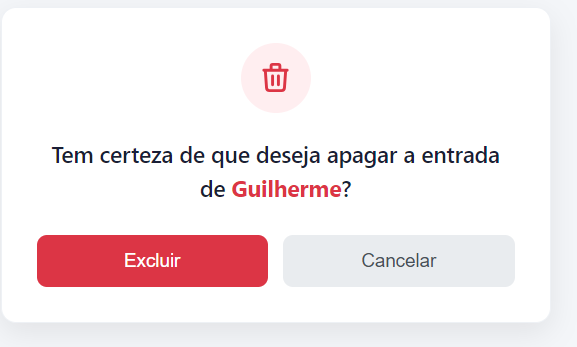 Tem certeza de que deseja apagar a entrada
de Guilherme?
Excluir
Cancelar